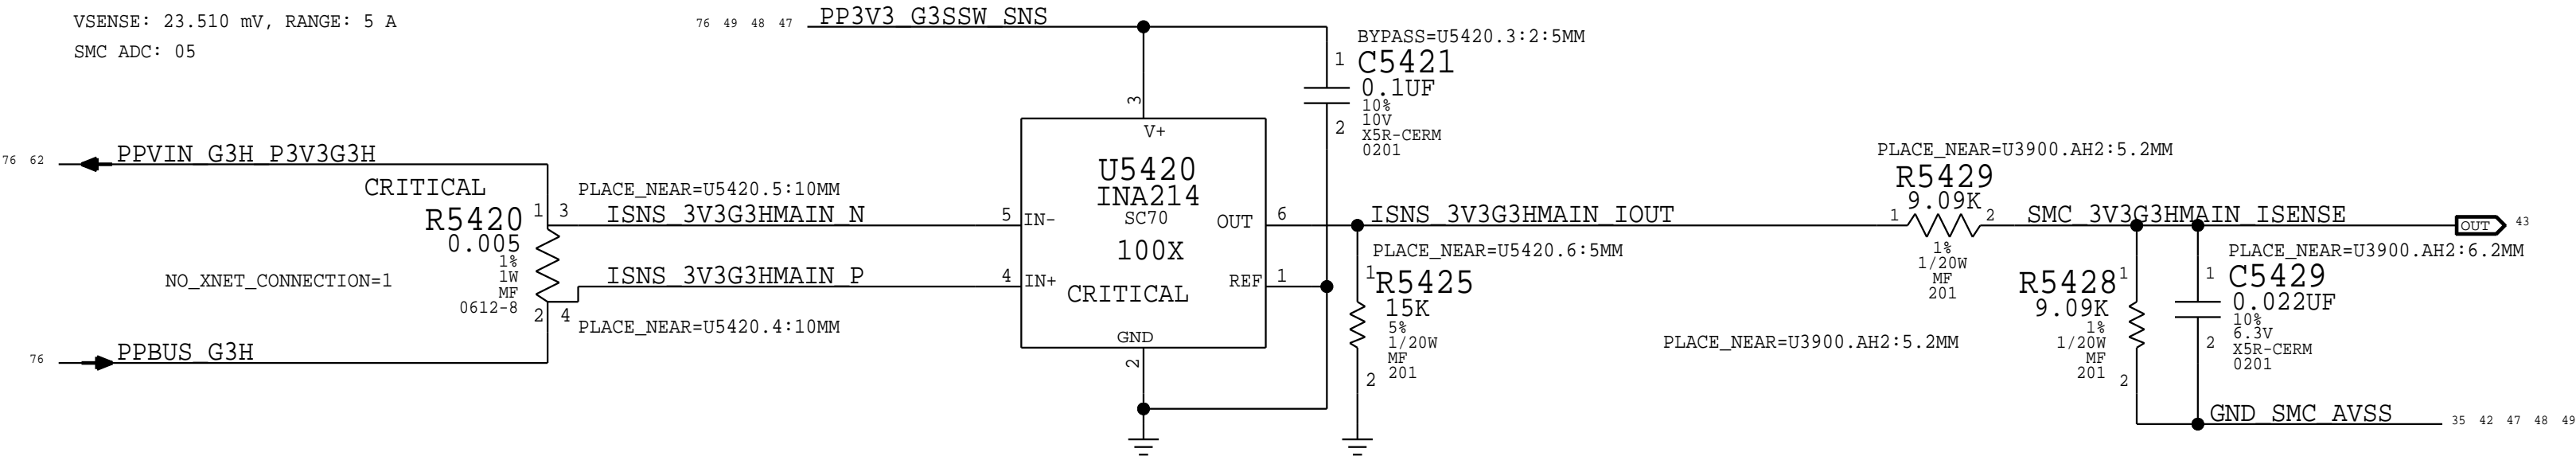 VSENSE: 23.510 mV, RANGE: 5 A
SMC ADC: 05
76 49 48 47
PP3V3_G3SSW_SNS
BYPASS=U5420.3:2:5MM
1
C5421
0.1UF
10%
10V
X5R-CERM
0201
2
3
V+
U5420
INA214
SC70
100X
CRITICAL
5
IN-
4
IN+
OUT
6
REF
1
GND
2
76 62
PPVIN_G3H_P3V3G3H
CRITICAL
R5420
0.005
1%
1W
MF
0612-8
1 3
2 4
NO_XNET_CONNECTION=1
PLACE_NEAR=U5420.5:10MM
ISNS_3V3G3HMAIN_N
ISNS_3V3G3HMAIN_P
PLACE_NEAR=U5420.4:10MM
76
PPBUS_G3H
ISNS_3V3G3HMAIN_IOUT
PLACE_NEAR=U5420.6:5MM
1
R5425
15K
5%
1/20W
MF
201
2
PLACE_NEAR=U3900.AH2:5.2MM
R5429
9.09K
1
2
1%
1/20W
MF
201
SMC_3V3G3HMAIN_ISENSE
OUT
43
PLACE_NEAR=U3900.AH2:6.2MM
R5428
1
9.09K
1%
1/20W
MF
201
2
PLACE_NEAR=U3900.AH2:5.2MM
1
C5429
0.022UF
10%
6.3V
X5R-CERM
0201
2
GND_SMC_AVSS
35 42 47 48 49